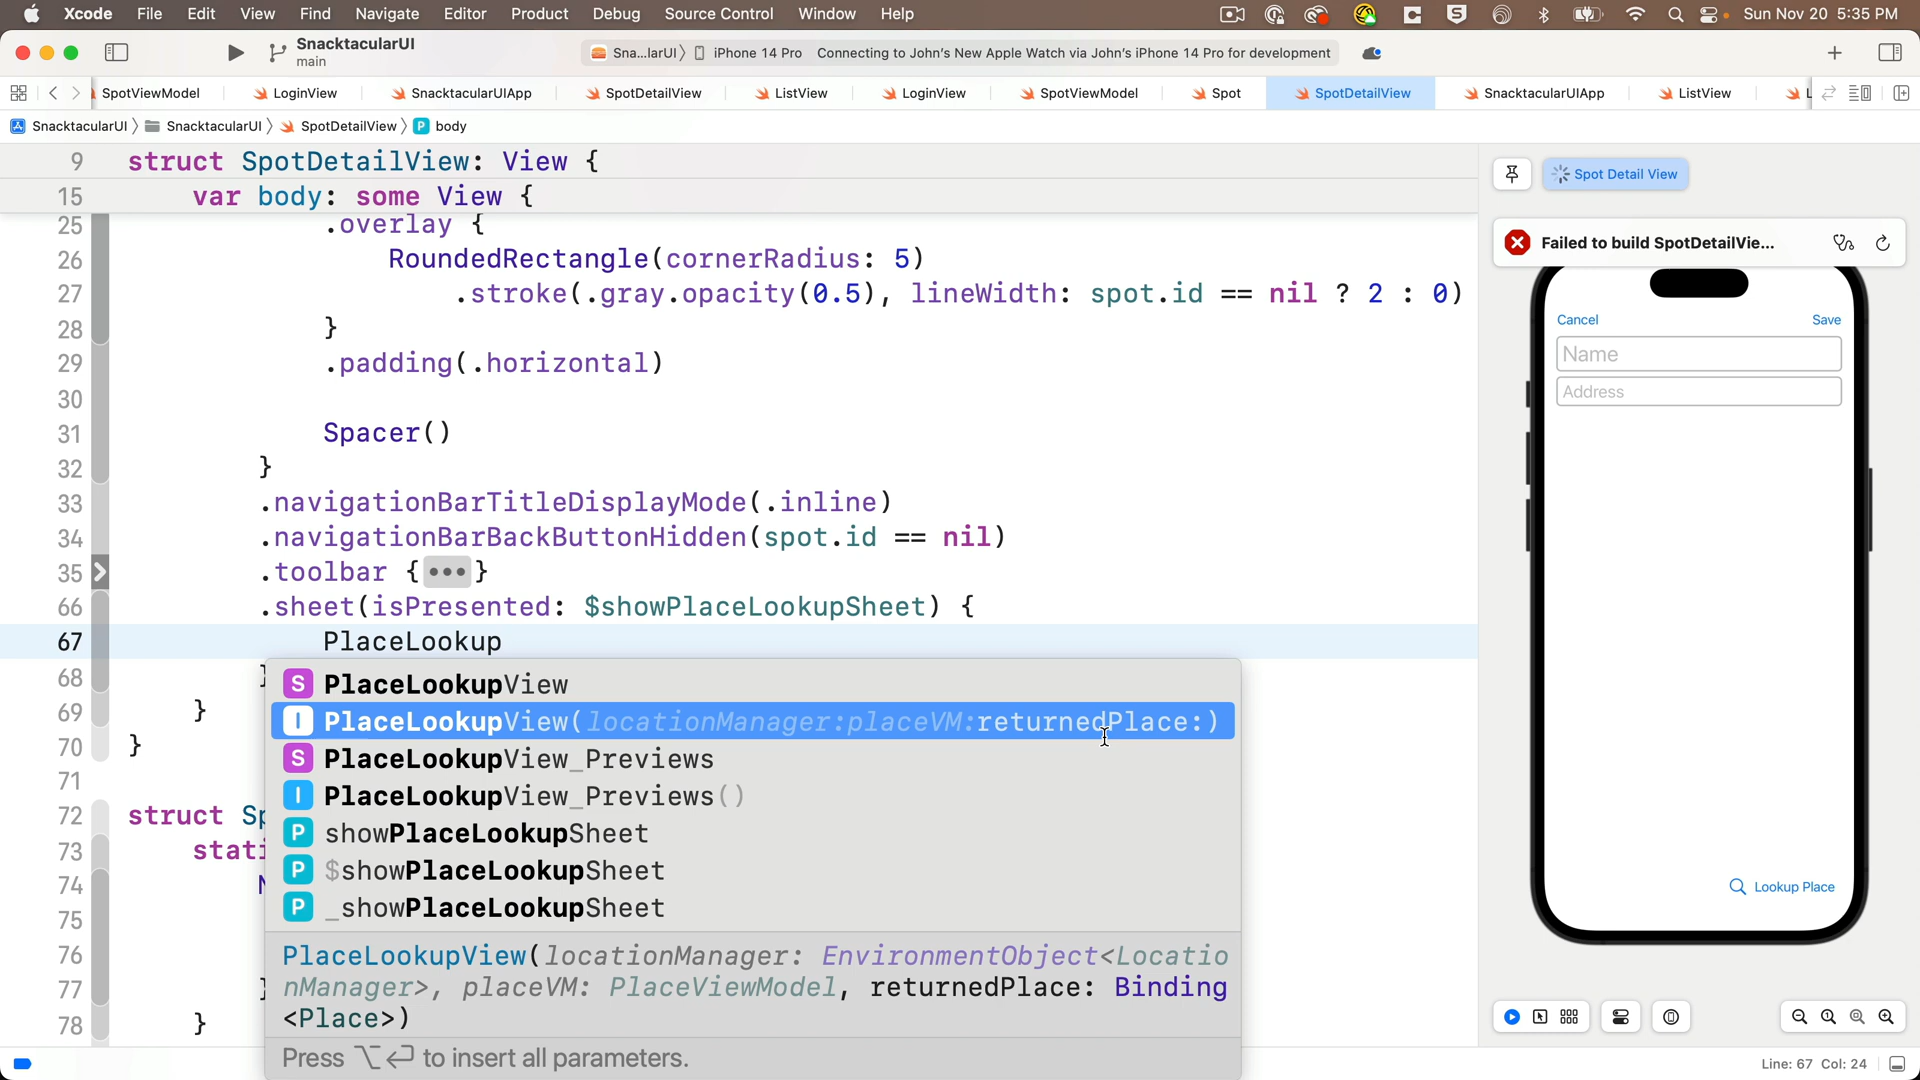 Xcode File Edit View Find Navigate Editor Product Debug Source Control Window Help Sun Nov 20 5:35 PM
SnacktacularUI
main
Sna...larUI iPhone 14 Pro Connecting to John's New Apple Watch via John's iPhone 14 Pro for development
SpotViewModel LoginView SnacktacularUIApp SpotDetailView ListView LoginView SpotViewModel Spot SpotDetailView SnacktacularUIApp ListView L
SnacktacularUI SnacktacularUI SpotDetailView P body
9 struct SpotDetailView: View {
15 var body: some View {
25 .overlay {
26 RoundedRectangle(cornerRadius: 5)
27 .stroke(.gray.opacity(0.5), lineWidth: spot.id == nil ? 2 : 0)
28 }
29 .padding(.horizontal)
30
31 Spacer()
32 }
33 .navigationBarTitleDisplayMode(.inline)
34 .navigationBarBackButtonHidden(spot.id == nil)
35 .toolbar {•••}
66 .sheet(isPresented: $showPlaceLookupSheet) {
67 PlaceLookup
68 }
69 }
70 }
71
72 struct Sp
73 stati
74
75
76
77 }
78 }
S PlaceLookupView
I PlaceLookupView(locationManager:placeVM:returnedPlace:)
S PlaceLookupView_Previews
I PlaceLookupView_Previews()
P showPlaceLookupSheet
P $showPlaceLookupSheet
P _showPlaceLookupSheet
PlaceLookupView(locationManager: EnvironmentObject<Locatio
nManager>, placeVM: PlaceViewModel, returnedPlace: Binding
<Place>)
Press ⌥↩ to insert all parameters.
Spot Detail View
Failed to build SpotDetailVie...
Cancel Save
Name
Address
Lookup Place
Line: 67 Col: 24